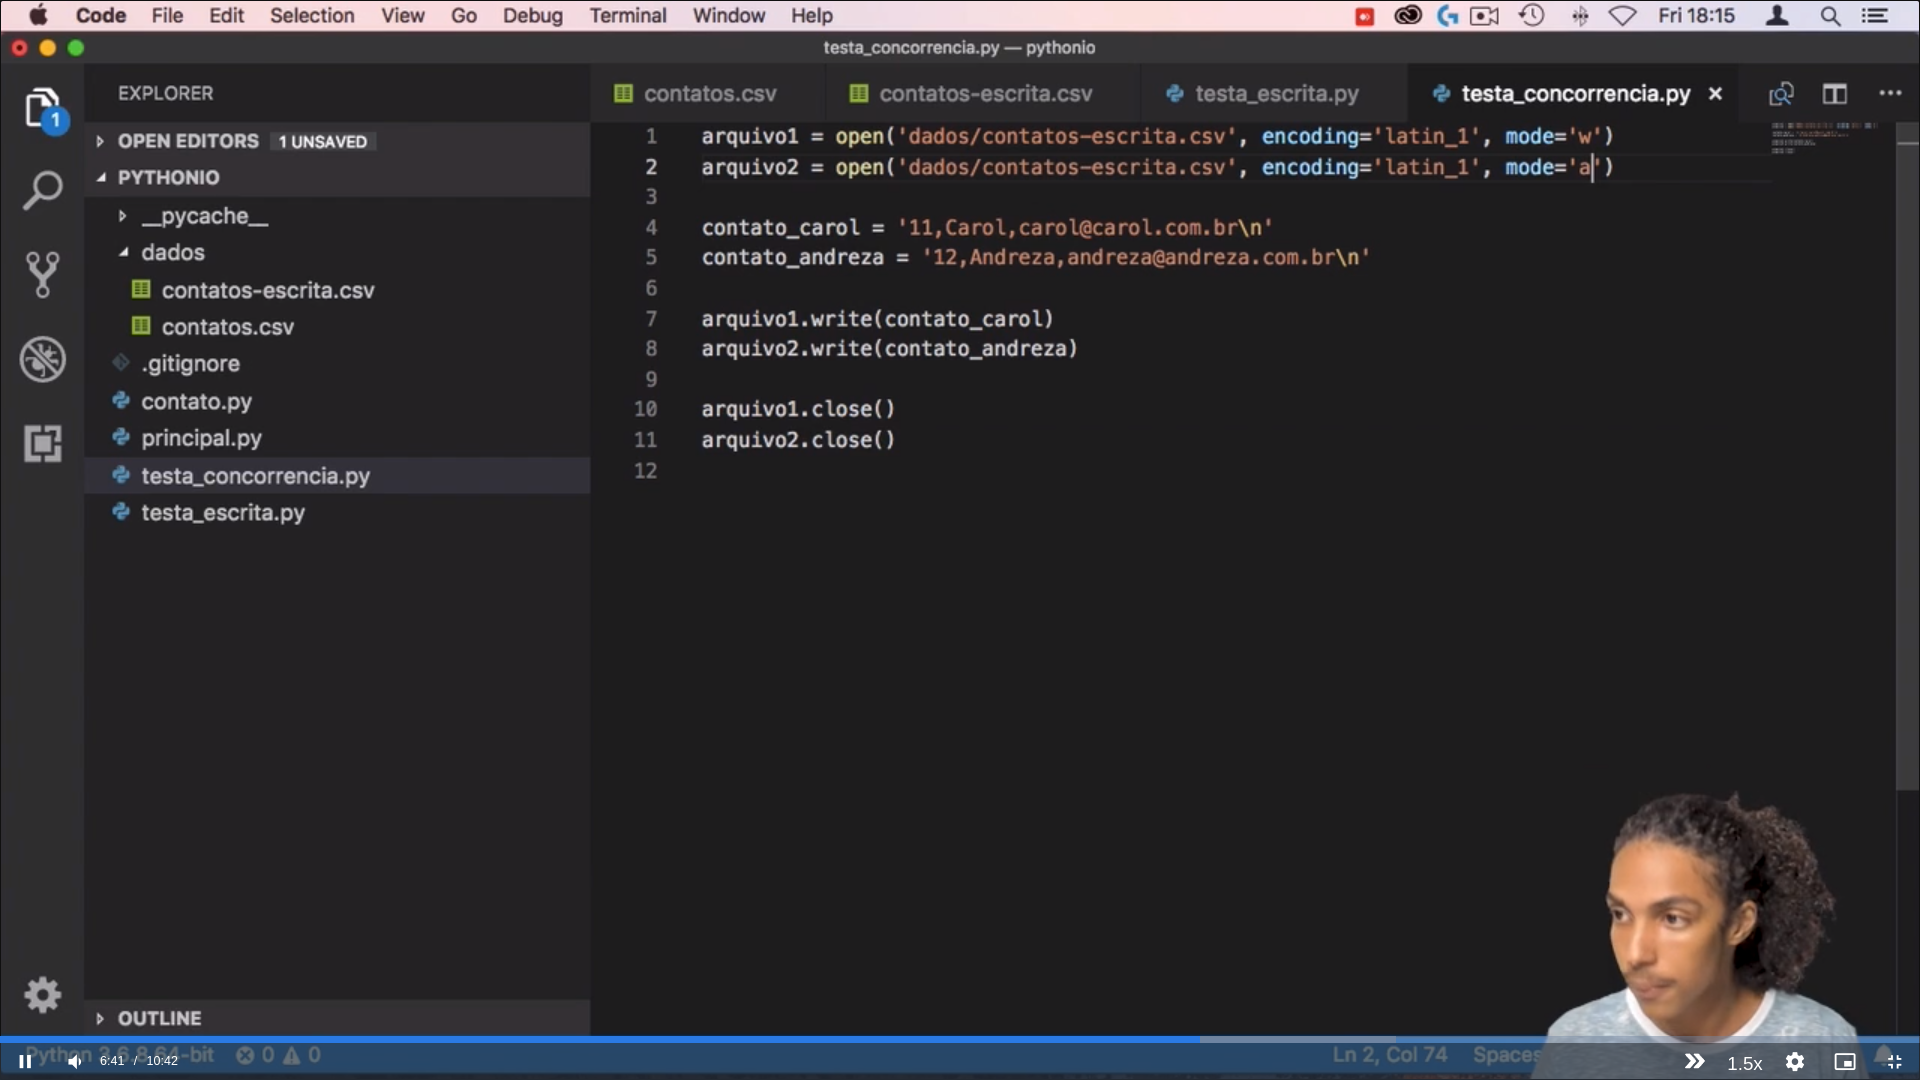 Code File Edit Selection View Go Debug Terminal Window Help Fri 18:15
testa_concorrencia.py — pythonio
EXPLORER
contatos.csv contatos-escrita.csv testa_escrita.py testa_concorrencia.py
1
OPEN EDITORS 1 UNSAVED
PYTHONIO
__pycache__
dados
contatos-escrita.csv
contatos.csv
.gitignore
contato.py
principal.py
testa_concorrencia.py
testa_escrita.py
OUTLINE
1 arquivo1 = open('dados/contatos-escrita.csv', encoding='latin_1', mode='w')
2 arquivo2 = open('dados/contatos-escrita.csv', encoding='latin_1', mode='a')
3
4 contato_carol = '11,Carol,carol@carol.com.br\n'
5 contato_andreza = '12,Andreza,andreza@andreza.com.br\n'
6
7 arquivo1.write(contato_carol)
8 arquivo2.write(contato_andreza)
9
10 arquivo1.close()
11 arquivo2.close()
12
Python 3.6.8 64-bit 0 0 Ln 2, Col 74 Spaces
6:41 / 10:42 1.5x